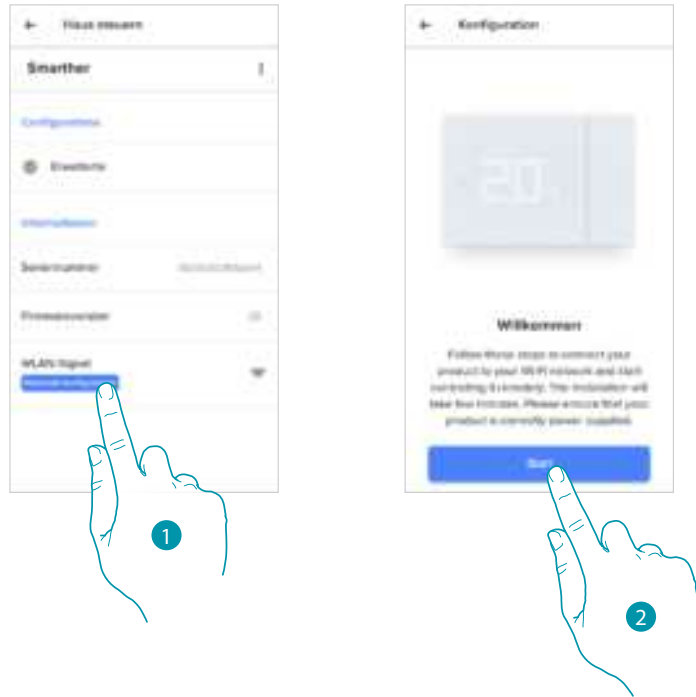 Haus steuern
Smarther
Konfiguration
Erweiterte
Informationen
Seriennummer
Firmwareversion
WLAN-Signal
1
Konfiguration
20
Willkommen
Follow these steps to connect your
product to your Wi-Fi network and start
controlling it remotely. The installation will
take few minutes. Please ensure that your
product is correctly power supplied.
Start
2